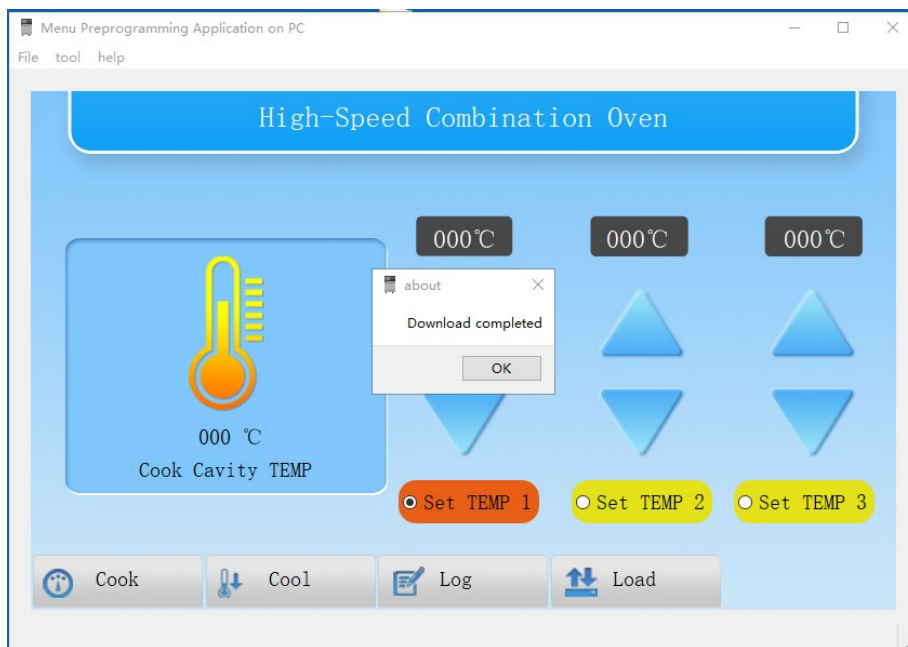 Menu Preprogramming Application on PC
File tool help
High-Speed Combination Oven
000℃ 000℃ 000℃
about
Download completed
OK
000 ℃
Cook Cavity TEMP
Set TEMP 1 Set TEMP 2 Set TEMP 3
Cook Cool Log Load